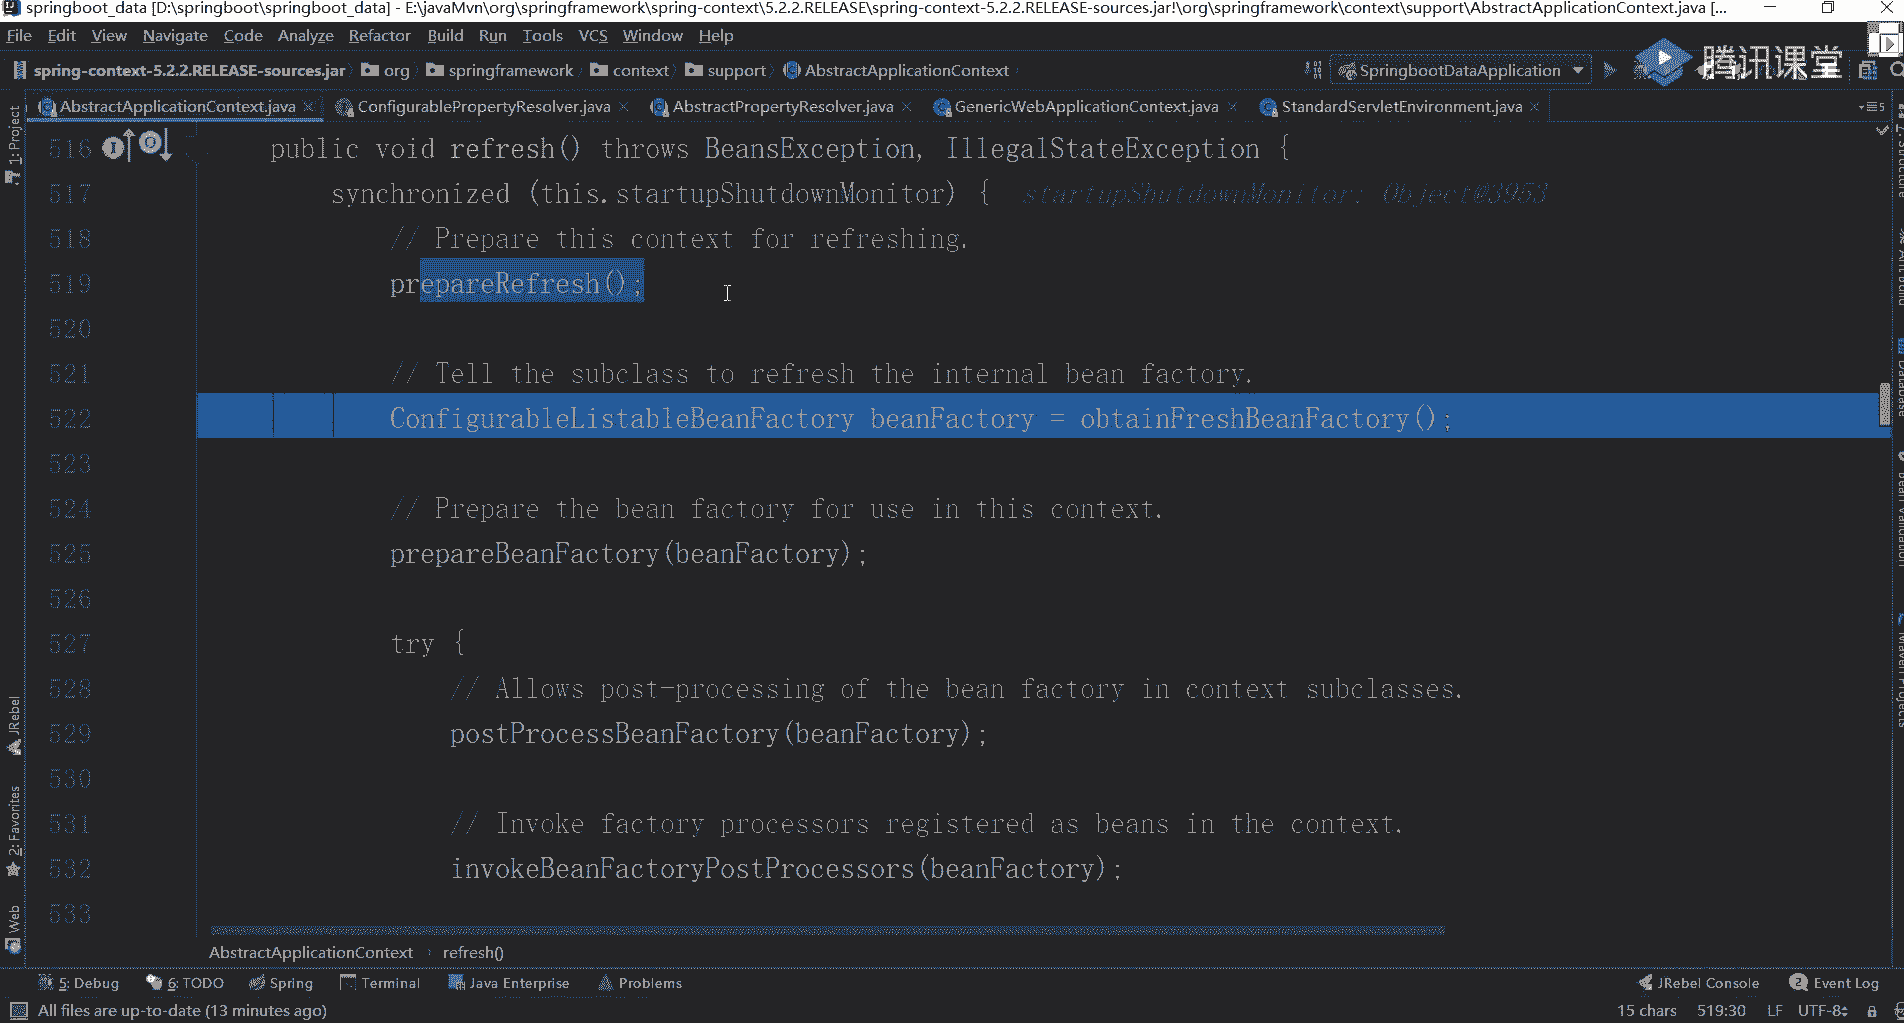 springboot_data [D:\springboot\springboot_data] - E:\javaMvn\org\springframework\spring-context\5.2.2.RELEASE\spring-context-5.2.2.RELEASE-sources.jar!\org\springframework\context\support\AbstractApplicationContext.java [...
File Edit View Navigate Code Analyze Refactor Build Run Tools VCS Window Help
spring-context-5.2.2.RELEASE-sources.jar org springframework context support AbstractApplicationContext SpringbootDataApplication
腾讯课堂
AbstractApplicationContext.java ConfigurablePropertyResolver.java AbstractPropertyResolver.java GenericWebApplicationContext.java StandardServletEnvironment.java 5
1: Project
516 public void refresh() throws BeansException, IllegalStateException {
517 synchronized (this.startupShutdownMonitor) { startupShutdownMonitor: Object@3953
518 // Prepare this context for refreshing.
519 prepareRefresh();
520
521 // Tell the subclass to refresh the internal bean factory.
522 ConfigurableListableBeanFactory beanFactory = obtainFreshBeanFactory();
523
524 // Prepare the bean factory for use in this context.
525 prepareBeanFactory(beanFactory);
526
527 try {
528 // Allows post-processing of the bean factory in context subclasses.
529 postProcessBeanFactory(beanFactory);
530
531 // Invoke factory processors registered as beans in the context.
532 invokeBeanFactoryPostProcessors(beanFactory);
533
JRebel
2: Favorites
Web
Database
AbstractApplicationContext refresh()
5: Debug 6: TODO Spring Terminal Java Enterprise Problems JRebel Console 2 Event Log
All files are up-to-date (13 minutes ago) 15 chars 519:30 LF UTF-8